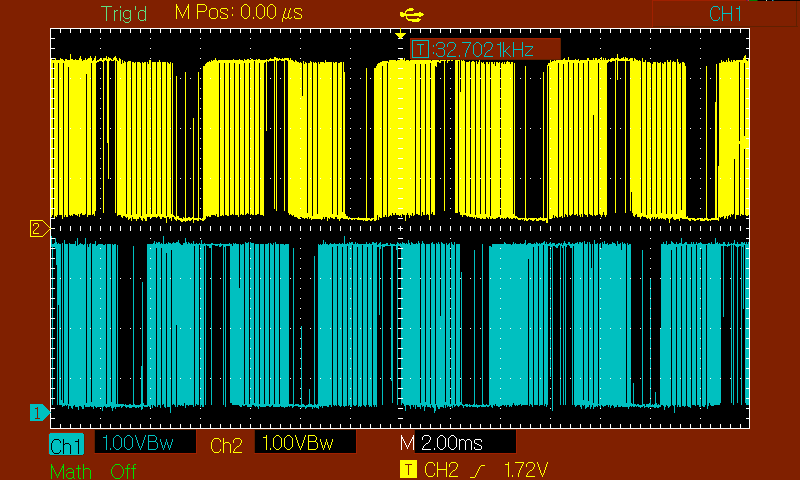 Trig'd M Pos: 0.00 µs CH1
T :32.7021kHz
2
1
Ch1 1.00VBw Ch2 1.00VBw M 2.00ms
Math Off T CH2 1.72V